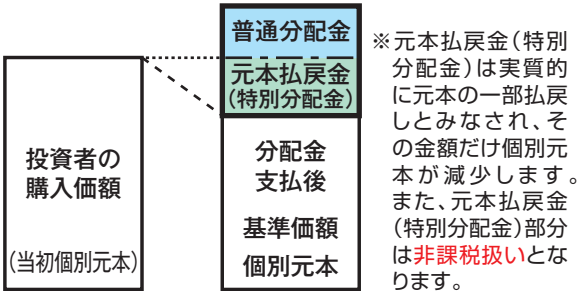 投資者の
購入価額
(当初個別元本)
普通分配金
元本払戻金
(特別分配金)
分配金
支払後
基準価額
個別元本
※元本払戻金(特別
分配金)は実質的
に元本の一部払戻
しとみなされ、そ
の金額だけ個別元
本が減少します。
また、元本払戻金
(特別分配金)部分
は非課税扱いとな
ります。